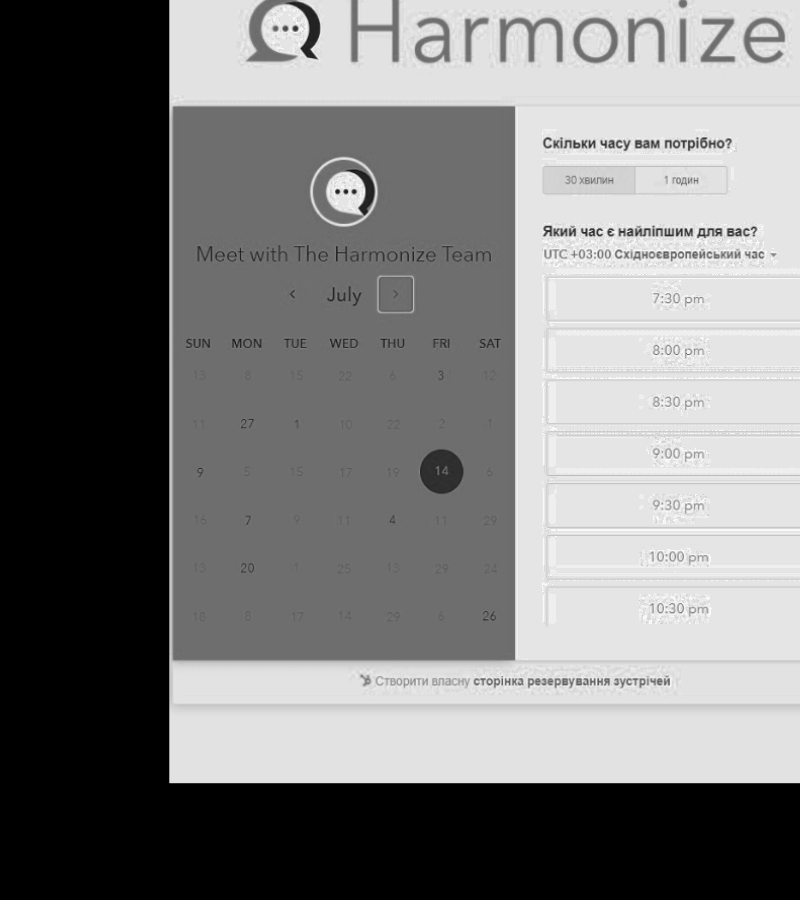 Harmonize
Meet with The Harmonize Team
July
SUN MON TUE WED THU FRI SAT
13 6 15 22 6 3 12
11 27 1 10 22 2 1
9 5 15 17 19 14 6
16 7 9 11 4 11 29
13 20 1 25 13 29 24
16 6 17 14 29 6 26
Скільки часу вам потрібно?
30 хвилин 1 годин
Який час є найліпшим для вас?
UTC +03:00 Східноєвропейський час
7:30 pm
8:00 pm
8:30 pm
9:00 pm
9:30 pm
10:00 pm
10:30 pm
Створити власну сторінка резервування зустрічей